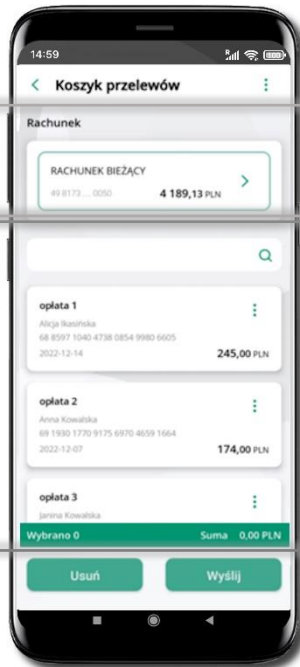 14:59
Koszyk przelewów
Rachunek
RACHUNEK BIEŻĄCY
49 8173 .... 0050 4 189,13 PLN
opłata 1
Alicja Ikasińska
68 8597 1040 4738 0854 9980 6605
2022-12-14 245,00 PLN
opłata 2
Anna Kowalska
69 1930 1770 9175 6970 4659 1664
2022-12-07 174,00 PLN
opłata 3
Janina Kowalska
Wybrano 0 Suma 0,00 PLN
Usuń Wyślij